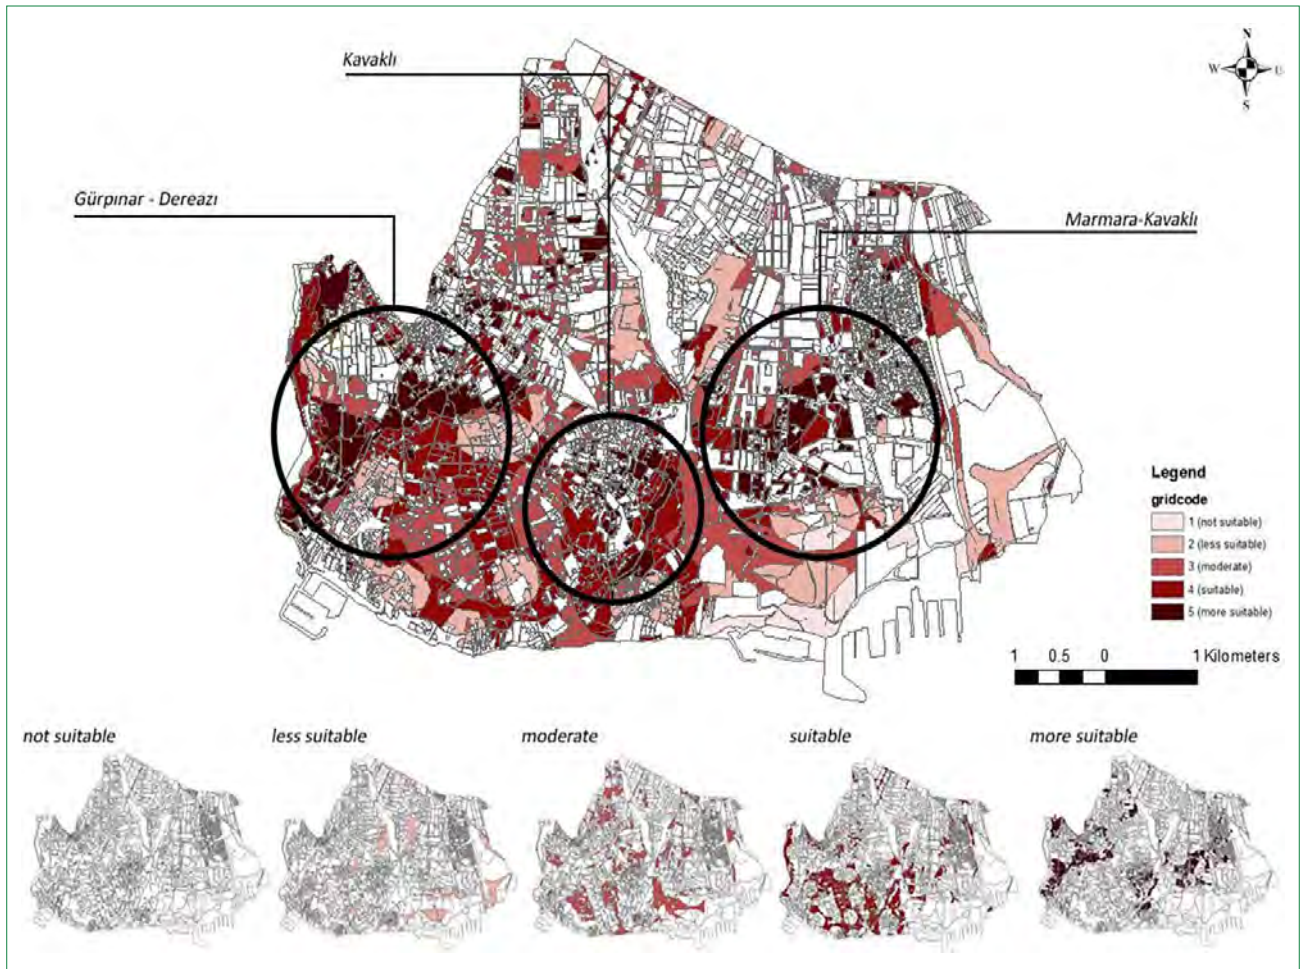 Kavaklı
N
W
U
S
Gürpınar - Dereazı
Marmara-Kavaklı
Legend
gridcode
1 (not suitable)
2 (less suitable)
3 (moderate)
4 (suitable)
5 (more suitable)
1 0.5 0 1 Kilometers
not suitable
less suitable
moderate
suitable
more suitable